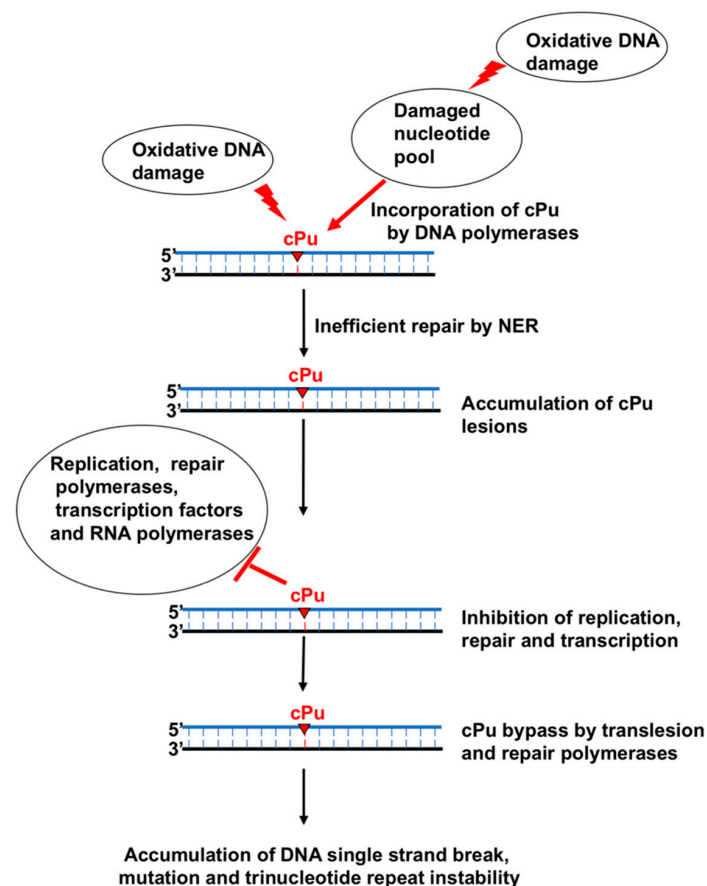 Oxidative DNA
damage
Damaged
nucleotide
pool
Oxidative DNA
damage
Incorporation of cPu
by DNA polymerases
cPu
5’
3’
Inefficient repair by NER
cPu
5’
3’
Accumulation of cPu
lesions
Replication, repair
polymerases,
transcription factors
and RNA polymerases
cPu
5’
3’
Inhibition of replication,
repair and transcription
cPu
5’
3’
cPu bypass by translesion
and repair polymerases
Accumulation of DNA single strand break,
mutation and trinucleotide repeat instability